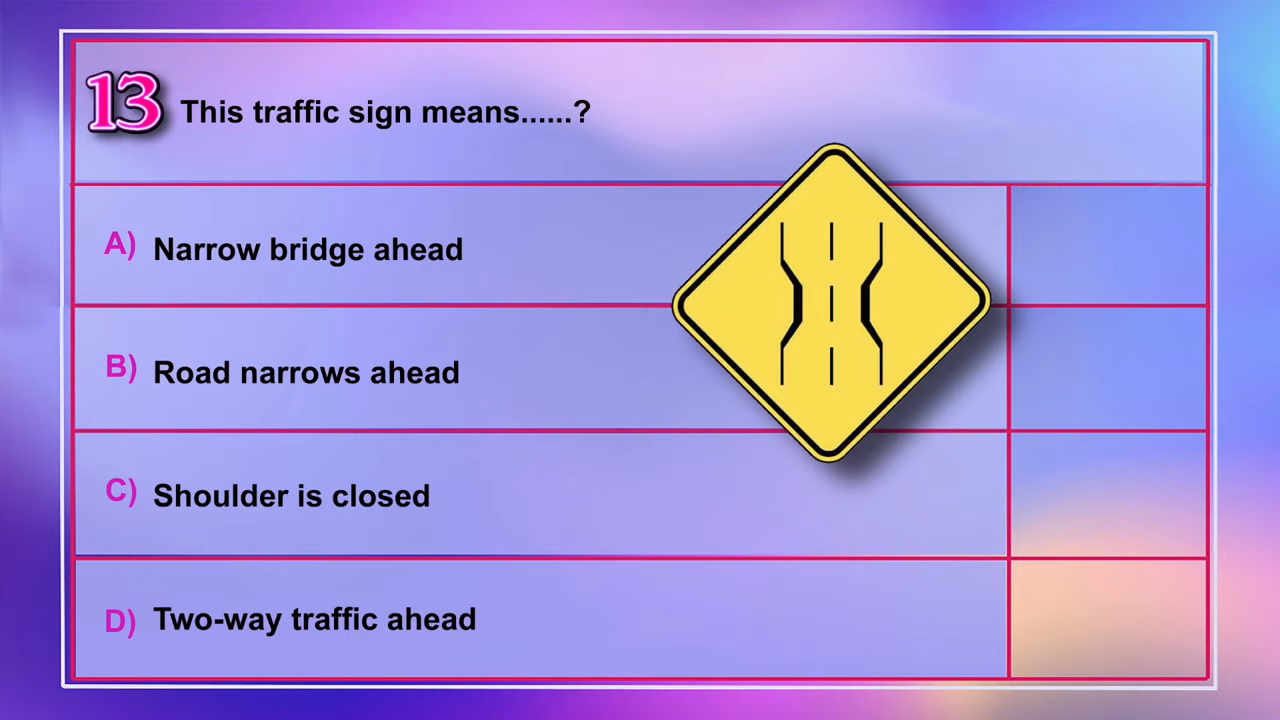 13 This traffic sign means......?
A) Narrow bridge ahead
B) Road narrows ahead
C) Shoulder is closed
D) Two-way traffic ahead